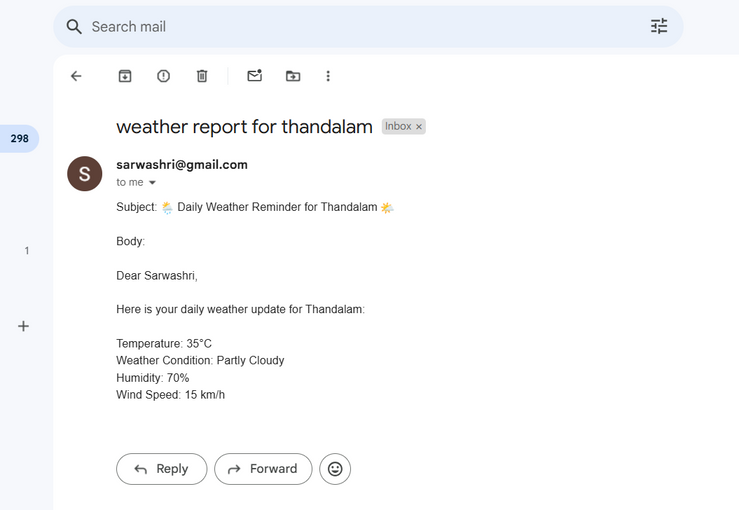 Search mail
298
weather report for thandalam Inbox ×
S
sarwashri@gmail.com
to me
Subject: 🌦️ Daily Weather Reminder for Thandalam 🌤️
Body:
1
Dear Sarwashri,
Here is your daily weather update for Thandalam:
Temperature: 35°C
Weather Condition: Partly Cloudy
Humidity: 70%
Wind Speed: 15 km/h
Reply Forward